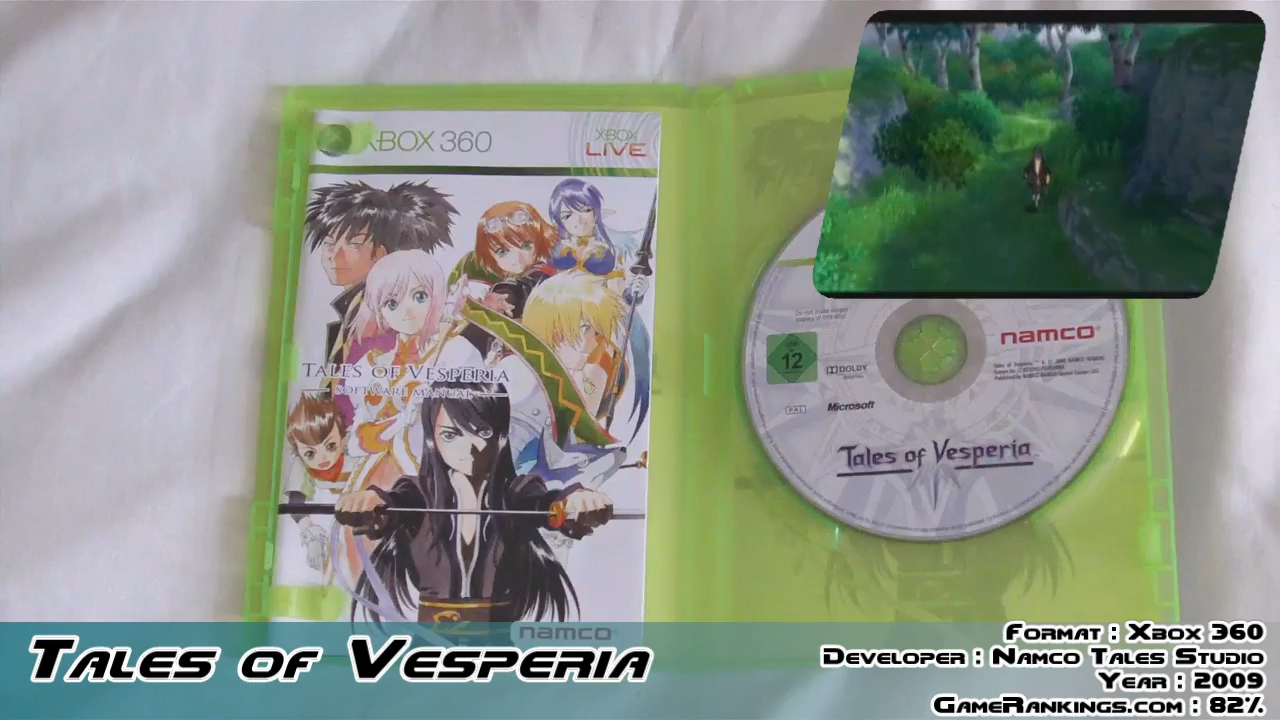 XBOX 360
XBOX
LIVE
TALES OF VESPERIA
SOFTWARE MANUAL
namco
12
DOLBY
DIGITAL
PAL
Microsoft
namco®
Tales of Vesperia
Tales of Vesperia
Format : Xbox 360
Developer : Namco Tales Studio
Year : 2009
GameRankings.com : 82%